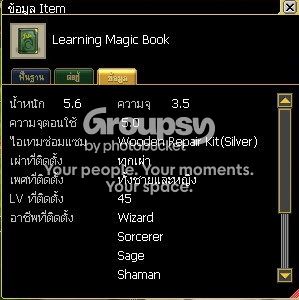 ข้อมูล Item
Learning Magic Book
พื้นฐาน ต่อสู้ ข้อมูล
น้ำหนัก 5.6 ความจุ 3.5
ความจุตอนใช้ 5.0
Groupsy
ไอเทมซ่อมแซม Wooden Repair Kit(Silver)
by photobucket
เผ่าที่ติดตั้ง ทุกเผ่า
Your people. Your moments.
เพศที่ติดตั้ง ทั้งชายและหญิง
Your space.
LV ที่ติดตั้ง 45
อาชีพที่ติดตั้ง Wizard
Sorcerer
Sage
Shaman